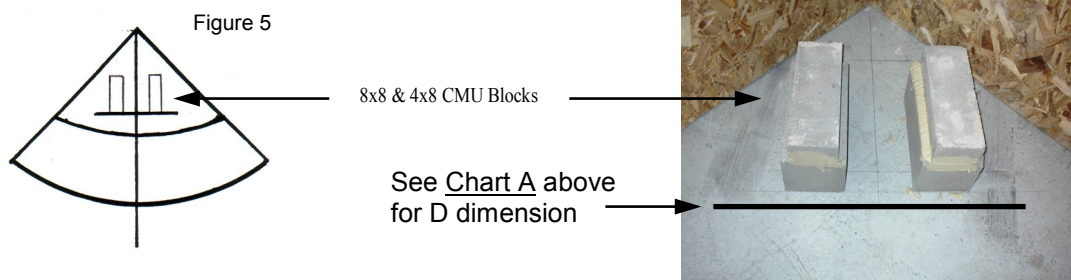 Figure 5
8x8 & 4x8 CMU Blocks
See Chart A above
for D dimension